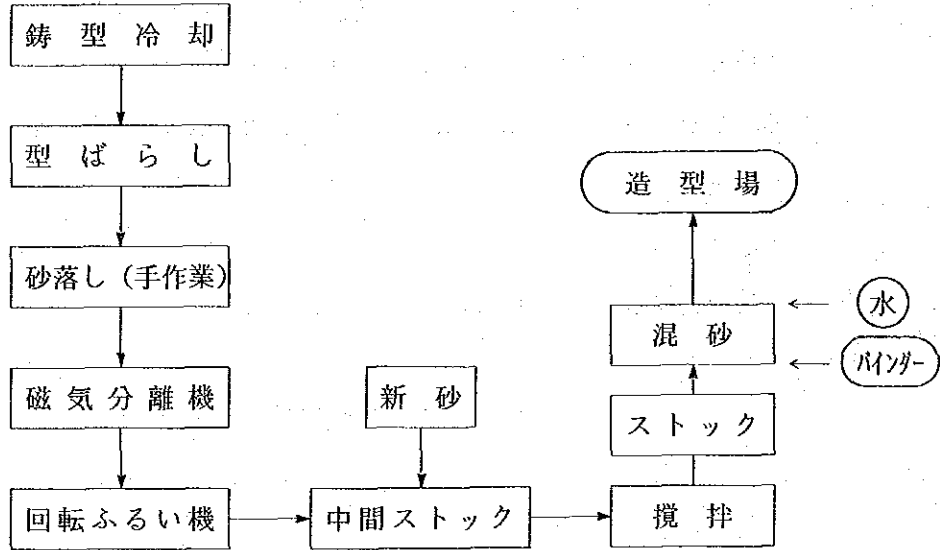 鋳型冷却
型ばらし
砂落し(手作業)
磁気分離機
回転ふるい機
新砂
中間ストック
撹拌
ストック
混砂
水
バインダー
造型場